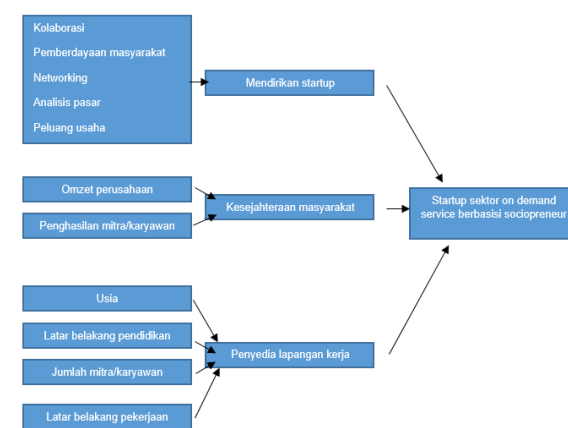 Kolaborasi
Pemberdayaan masyarakat
Networking
Analisis pasar
Peluang usaha
Mendirikan startup
Omzet perusahaan
Penghasilan mitra/karyawan
Kesejahteraan masyarakat
Startup sektor on demand
service berbasisi sociopreneur
Usia
Latar belakang pendidikan
Jumlah mitra/karyawan
Latar belakang pekerjaan
Penyedia lapangan kerja